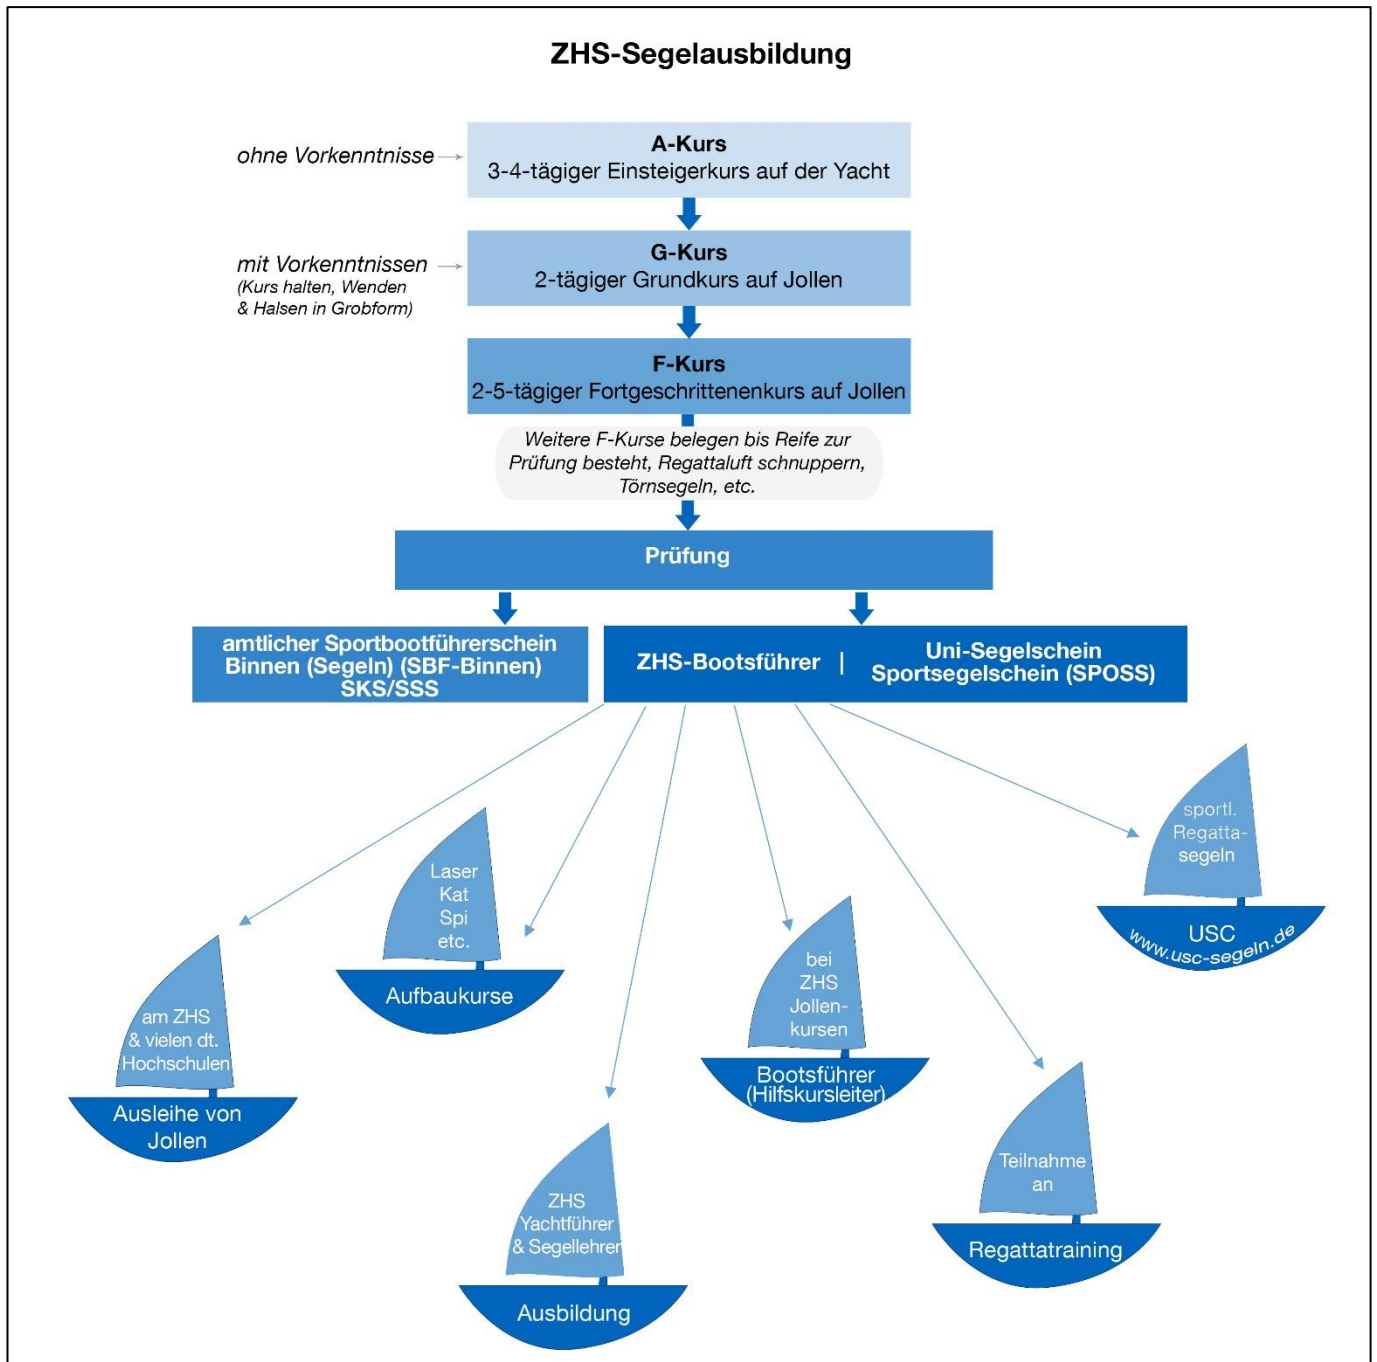 ZHS-Segelausbildung
ohne Vorkenntnisse
A-Kurs
3-4-tägiger Einsteigerkurs auf der Yacht
mit Vorkenntnissen
(Kurs halten, Wenden
& Halsen in Grobform)
G-Kurs
2-tägiger Grundkurs auf Jollen
F-Kurs
2-5-tägiger Fortgeschrittenenkurs auf Jollen
Weitere F-Kurse belegen bis Reife zur
Prüfung besteht, Regattaluft schnuppern,
Törnsegeln, etc.
Prüfung
amtlicher Sportbootführerschein
Binnen (Segeln) (SBF-Binnen)
SKS/SSS
ZHS-Bootsführer |
Uni-Segelschein
Sportsegelschein (SPOSS)
am ZHS
& vielen dt.
Hochschulen
Ausleihe von
Jollen
Laser
Kat
Spi
etc.
Aufbaukurse
ZHS
Yachtführer
& Segellehrer
Ausbildung
bei
ZHS
Jollen-
kursen
Bootsführer
(Hilfskursleiter)
Teilnahme
an
Regattatraining
sportl.
Regatta-
segeln
USC
www.usc-segeln.de